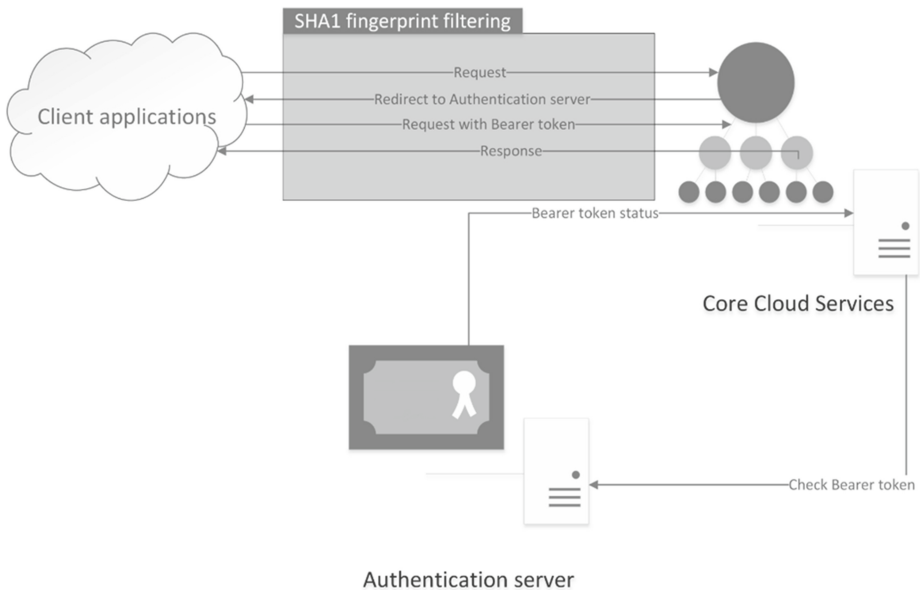 SHA1 fingerprint filtering
Client applications
Request
Redirect to Authentication server
Request with Bearer token
Response
Bearer token status
Core Cloud Services
Check Bearer token
Authentication server